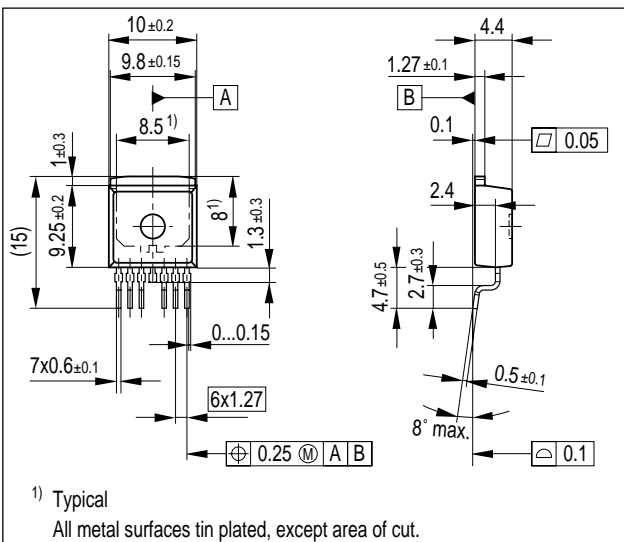 10 ±0.2
4.4
9.8 ±0.15
1.27 ±0.1
A
B
8.5 1)
0.1
0.05
1 ±0.3
2.4
(15)
9.25 ±0.2
8 1)
1.3 ±0.3
4.7 ±0.5
2.7 ±0.3
0...0.15
7x0.6 ±0.1
0.5 ±0.1
6x1.27
8° max.
0.25 Ⓜ A B
0.1
1) Typical
All metal surfaces tin plated, except area of cut.